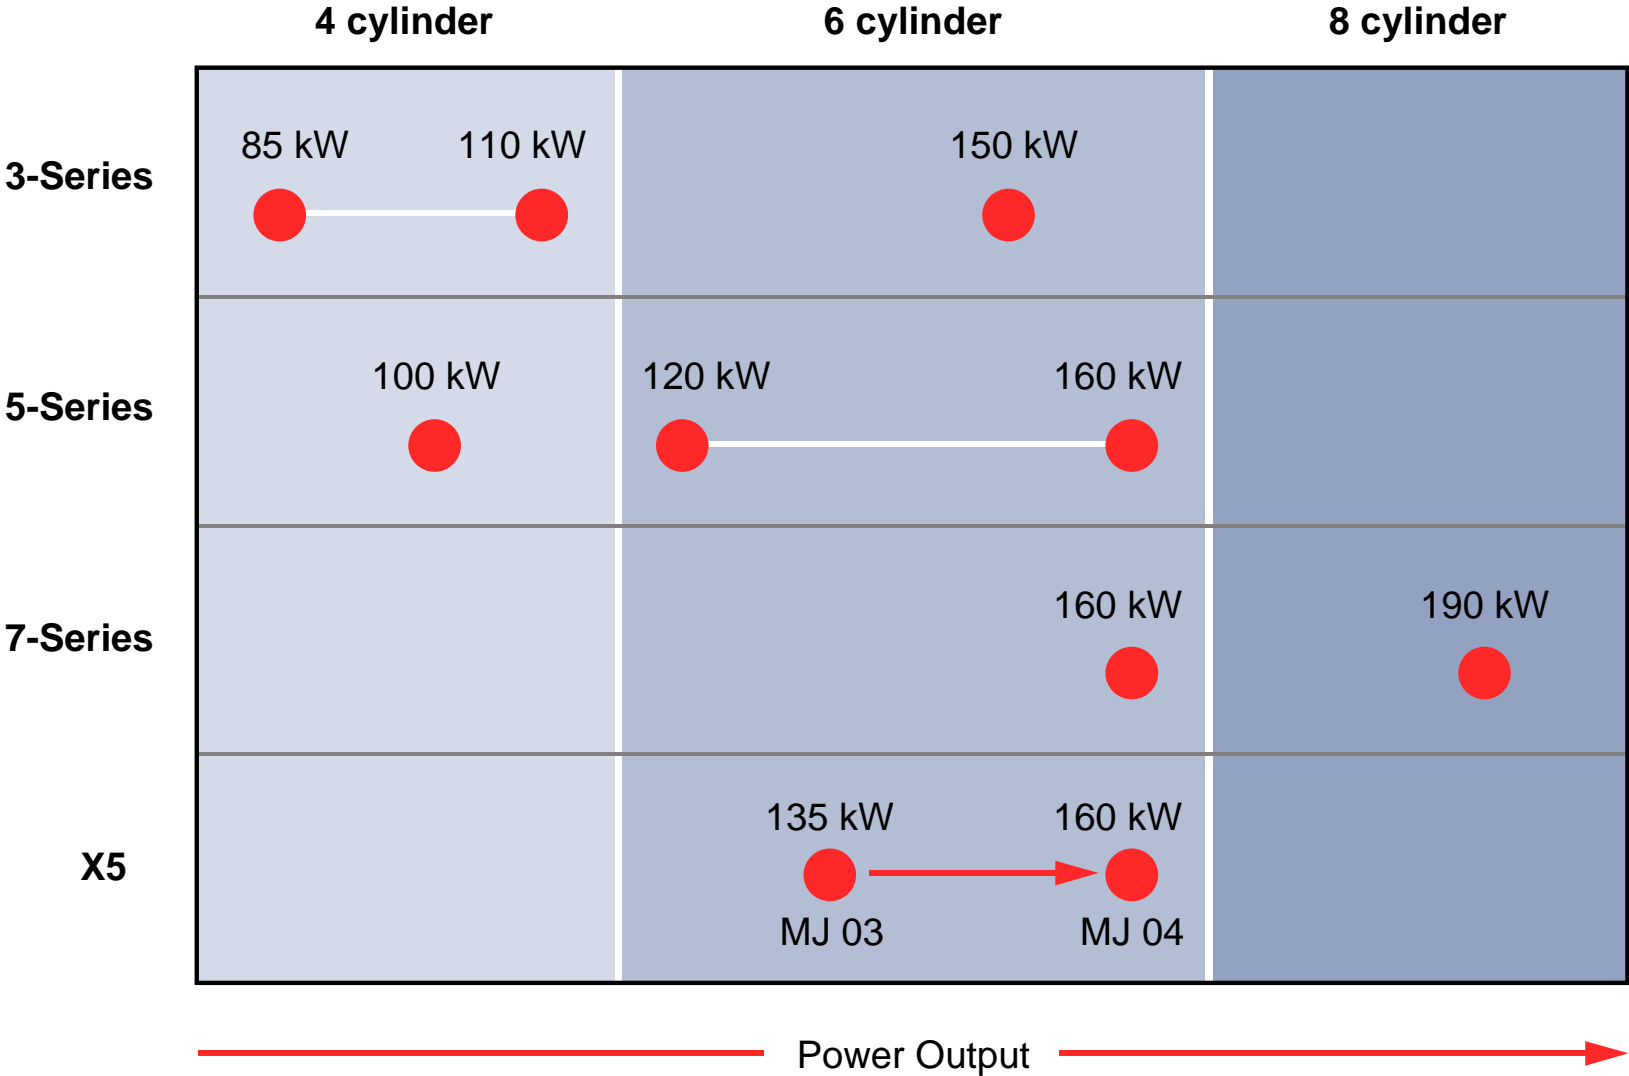 4 cylinder 6 cylinder 8 cylinder
85 kW 110 kW 150 kW
3-Series
100 kW 120 kW 160 kW
5-Series
160 kW 190 kW
7-Series
135 kW 160 kW
X5
MJ 03 MJ 04
Power Output